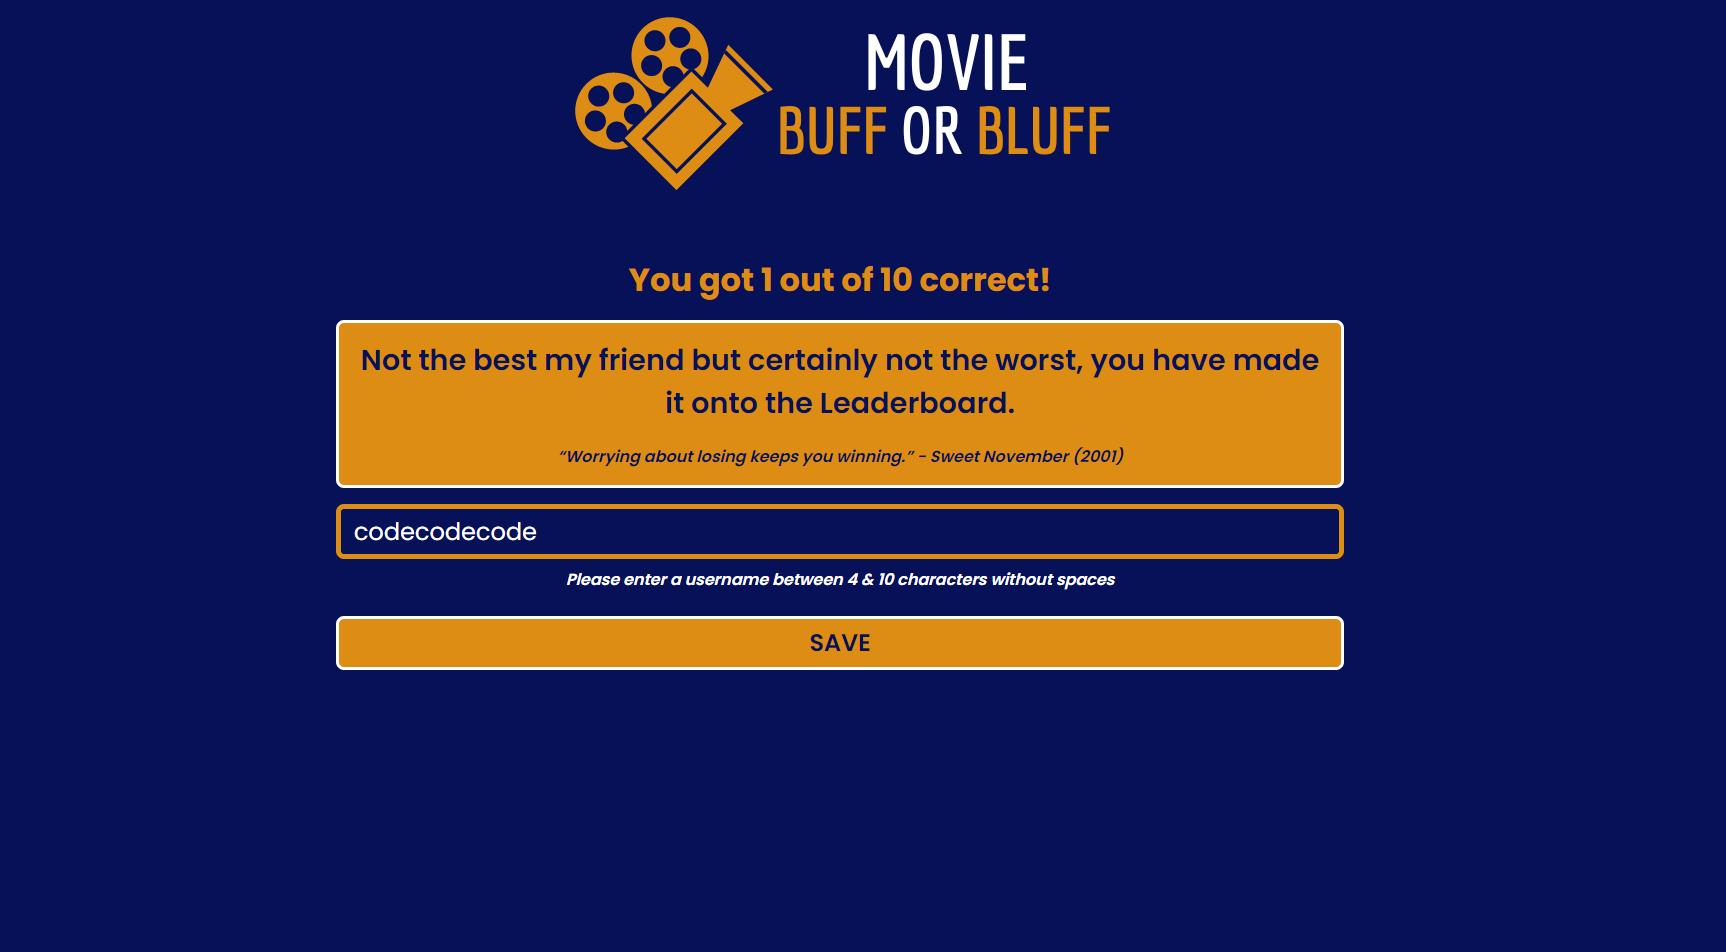 MOVIE
BUFF OR BLUFF
You got 1 out of 10 correct!
Not the best my friend but certainly not the worst, you have made
it onto the Leaderboard.
“Worrying about losing keeps you winning.” - Sweet November (2001)
codecodecode
Please enter a username between 4 & 10 characters without spaces
SAVE